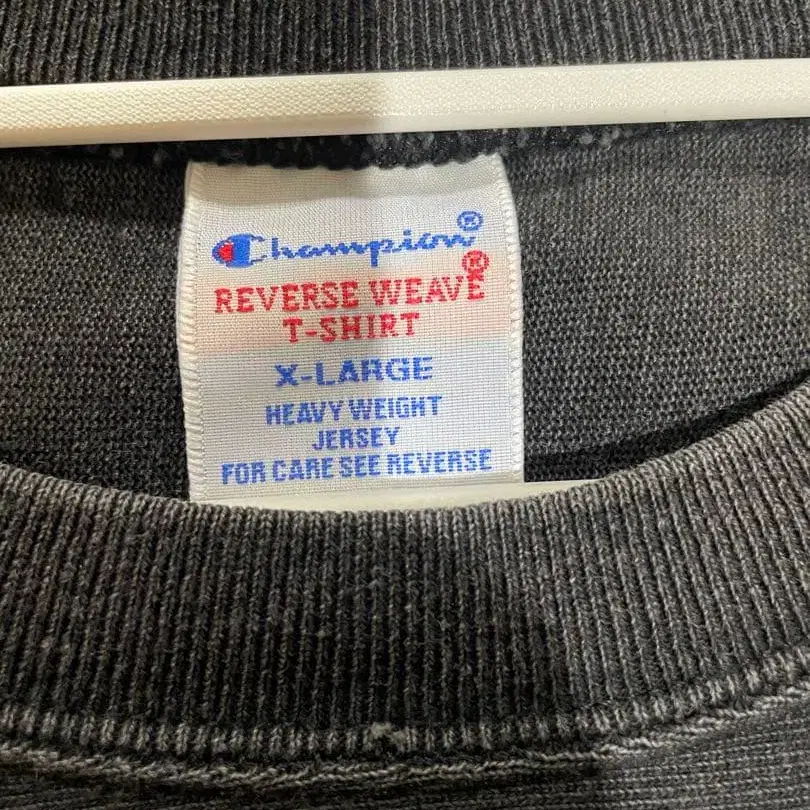 Champion®
REVERSE WEAVE®
T-SHIRT
X-LARGE
HEAVY WEIGHT
JERSEY
FOR CARE SEE REVERSE